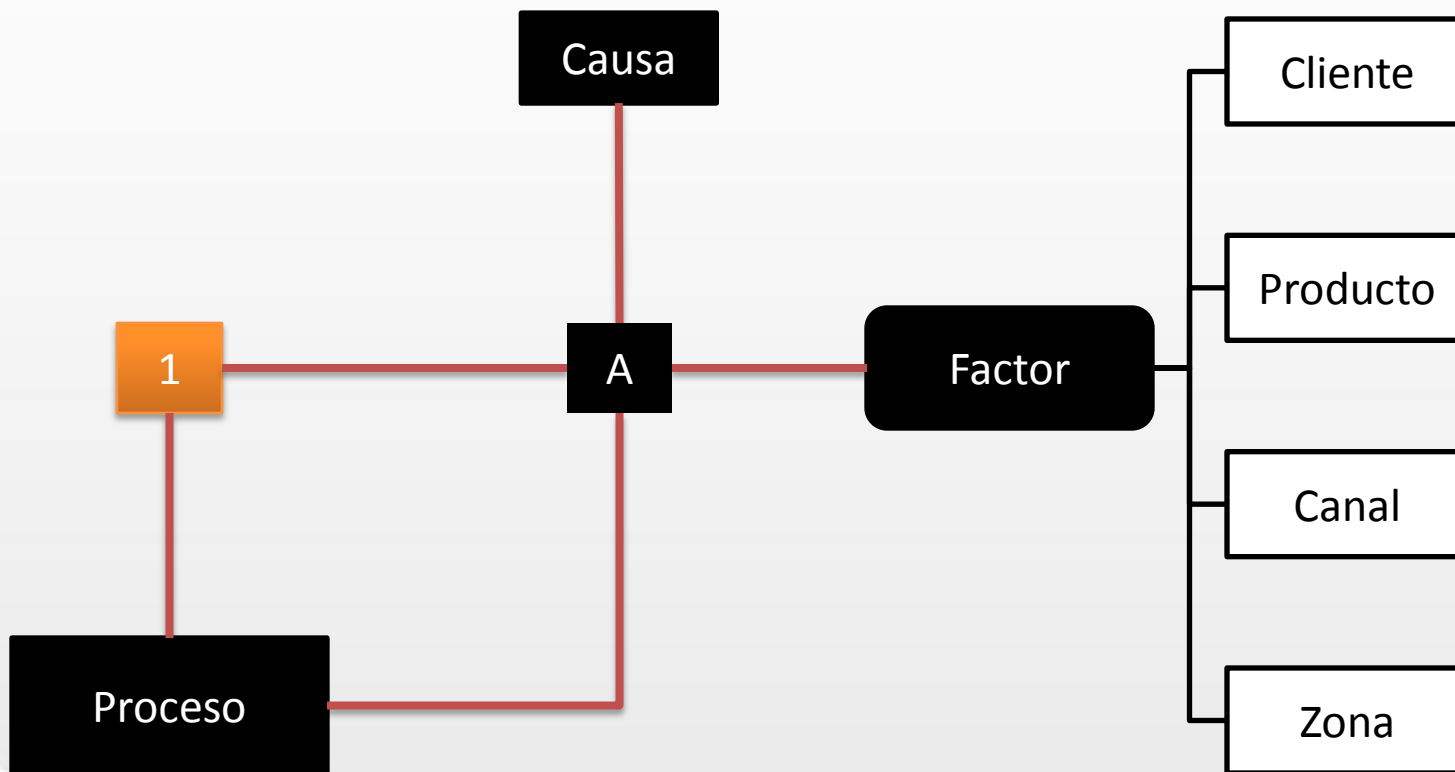 Causa
Cliente
Producto
1
A
Factor
Canal
Proceso
Zona